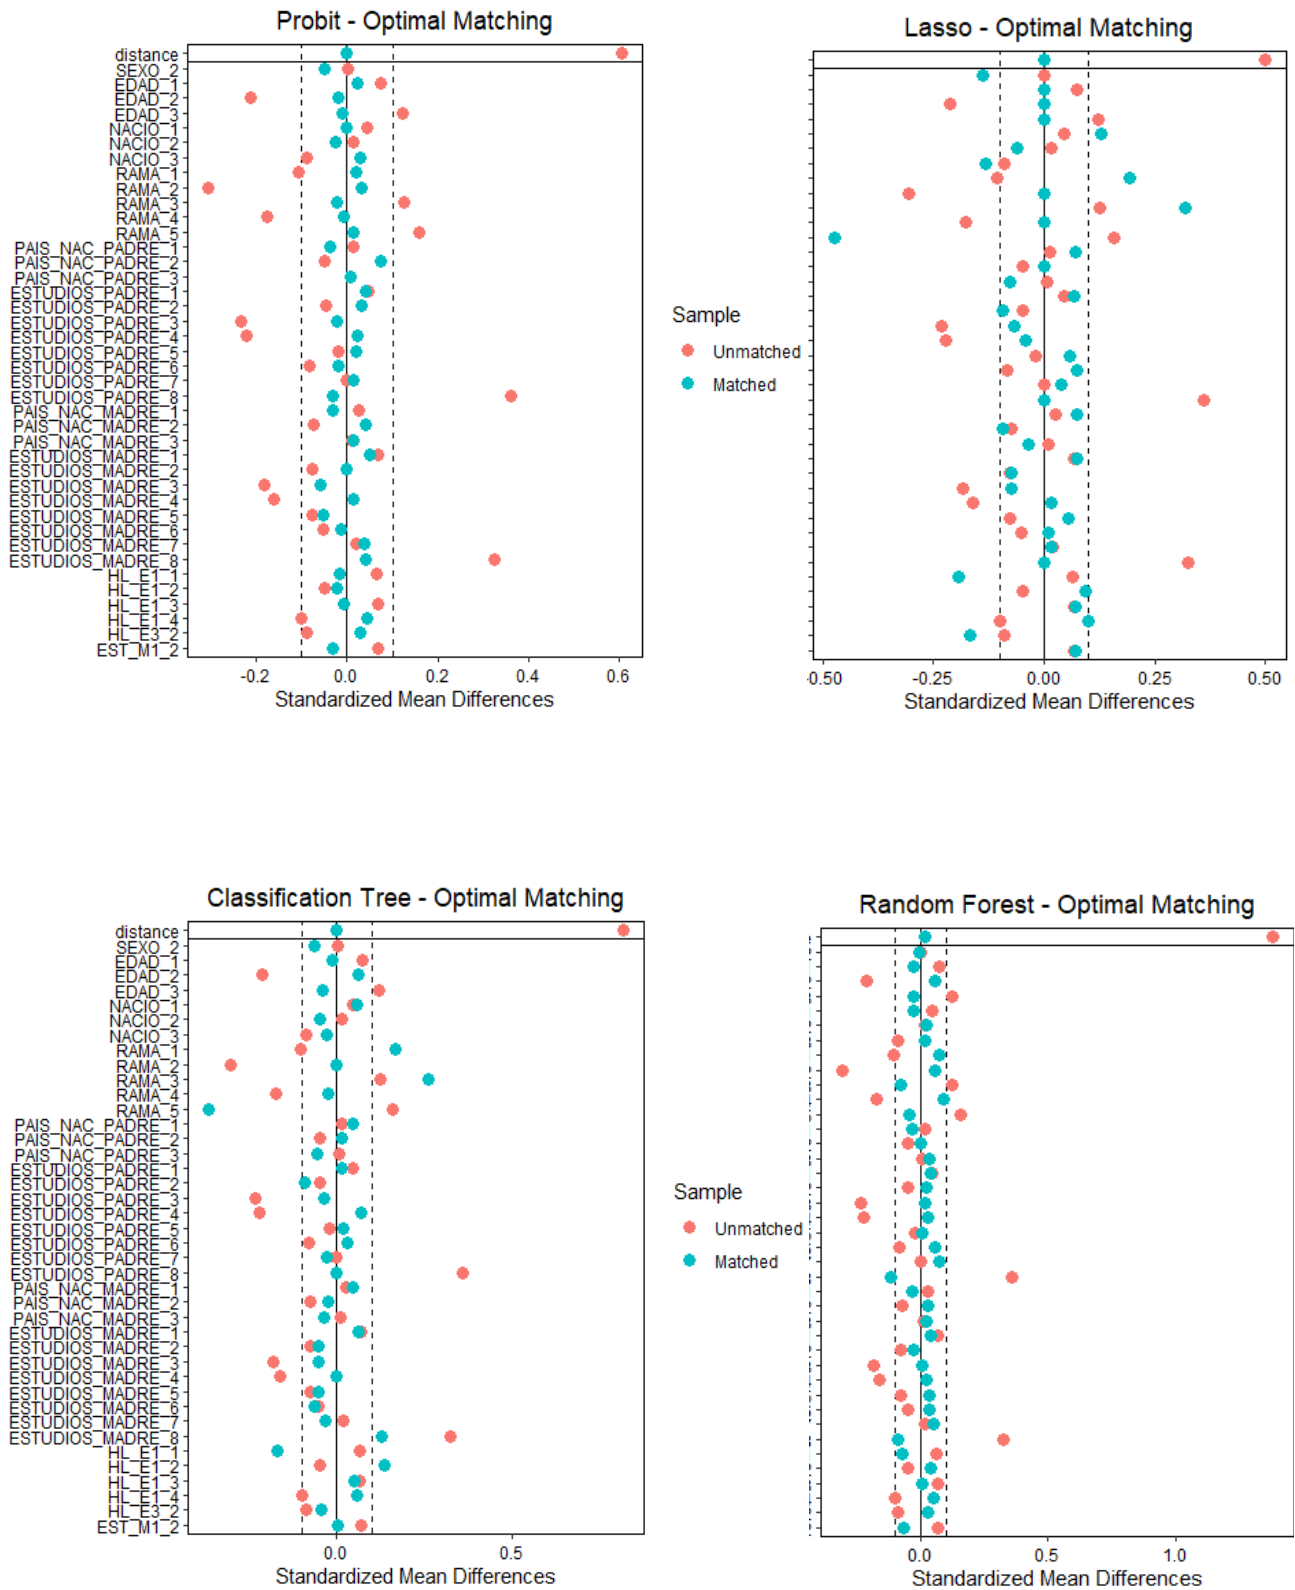 Probit - Optimal Matching
distance
SEXO_2
EDAD_1
EDAD_2
EDAD_3
NACIO_1
NACIO_2
NACIO_3
RAMA_1
RAMA_2
RAMA_3
RAMA_4
RAMA_5
PAIS_NAC_PADRE_1
PAIS_NAC_PADRE_2
PAIS_NAC_PADRE_3
ESTUDIOS_PADRE_1
ESTUDIOS_PADRE_2
ESTUDIOS_PADRE_3
ESTUDIOS_PADRE_4
ESTUDIOS_PADRE_5
ESTUDIOS_PADRE_6
ESTUDIOS_PADRE_7
ESTUDIOS_PADRE_8
PAIS_NAC_MADRE_1
PAIS_NAC_MADRE_2
PAIS_NAC_MADRE_3
ESTUDIOS_MADRE_1
ESTUDIOS_MADRE_2
ESTUDIOS_MADRE_3
ESTUDIOS_MADRE_4
ESTUDIOS_MADRE_5
ESTUDIOS_MADRE_6
ESTUDIOS_MADRE_7
ESTUDIOS_MADRE_8
HL_E1_1
HL_E1_2
HL_E1_3
HL_E1_4
HL_E3_2
EST_M1_2
-0.2 0.0 0.2 0.4 0.6
Standardized Mean Differences
Sample
Unmatched
Matched
Lasso - Optimal Matching
-0.50 -0.25 0.00 0.25 0.50
Standardized Mean Differences
Classification Tree - Optimal Matching
distance
SEXO_2
EDAD_1
EDAD_2
EDAD_3
NACIO_1
NACIO_2
NACIO_3
RAMA_1
RAMA_2
RAMA_3
RAMA_4
RAMA_5
PAIS_NAC_PADRE_1
PAIS_NAC_PADRE_2
PAIS_NAC_PADRE_3
ESTUDIOS_PADRE_1
ESTUDIOS_PADRE_2
ESTUDIOS_PADRE_3
ESTUDIOS_PADRE_4
ESTUDIOS_PADRE_5
ESTUDIOS_PADRE_6
ESTUDIOS_PADRE_7
ESTUDIOS_PADRE_8
PAIS_NAC_MADRE_1
PAIS_NAC_MADRE_2
PAIS_NAC_MADRE_3
ESTUDIOS_MADRE_1
ESTUDIOS_MADRE_2
ESTUDIOS_MADRE_3
ESTUDIOS_MADRE_4
ESTUDIOS_MADRE_5
ESTUDIOS_MADRE_6
ESTUDIOS_MADRE_7
ESTUDIOS_MADRE_8
HL_E1_1
HL_E1_2
HL_E1_3
HL_E1_4
HL_E3_2
EST_M1_2
0.0 0.5
Standardized Mean Differences
Sample
Unmatched
Matched
Random Forest - Optimal Matching
0.0 0.5 1.0
Standardized Mean Differences